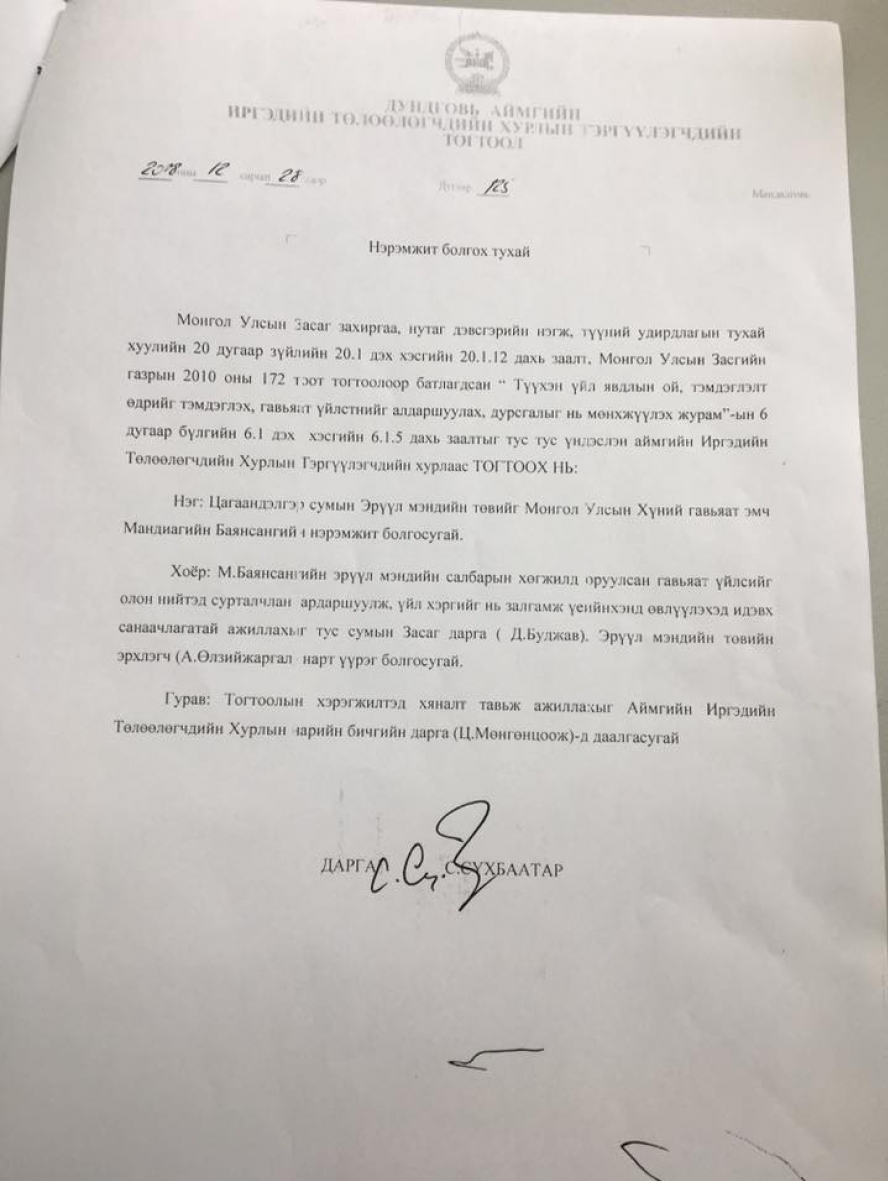 ДУНДГОВЬ АЙМГИЙН
ИРГЭДИЙН ТӨЛӨӨЛӨГЧДИЙН ХУРЛЫН ТЭРГҮҮЛЭГЧДИЙН
ТОГТООЛ
2018 оны 12 сарын 28 өдөр Дугаар 125 Мандалговь
Нэрэмжит болгох тухай
Монгол Улсын Засаг захиргаа, нутаг дэвсгэрийн нэгж, түүний удирдлагын тухай
хуулийн 20 дугаар зүйлийн 20.1 дэх хэсгийн 20.1.12 дахь заалт, Монгол Улсын Засгийн
газрын 2010 оны 172 тоот тогтоолоор батлагдсан “ Түүхэн үйл явдлын ой, тэмдэглэлт
өдрийг тэмдэглэх, гавьяат үйлстнийг алдаршуулах, дурсгалыг нь мөнхжүүлэх журам”-ын 6
дугаар бүлгийн 6.1 дэх хэсгийн 6.1.5 дахь заалтыг тус тус үндэслэн аймгийн Иргэдийн
Төлөөлөгчдийн Хурлын Тэргүүлэгчдийн хурлаас ТОГТООХ НЬ:
Нэг: Цагаандэлгэр сумын Эрүүл мэндийн төвийг Монгол Улсын Хүний гавьяат эмч
Мандиагийн Баянсангийн нэрэмжит болгосугай.
Хоёр: М.Баянсангийн эрүүл мэндийн салбарын хөгжилд оруулсан гавьяат үйлсийг
олон нийтэд сурталчлан ардаршуулж, үйл хэргийг нь залгамж үеийнхэнд өвлүүлэхэд идэвх
санаачлагатай ажиллахыг тус сумын Засаг дарга ( Д.Буджав). Эрүүл мэндийн төвийн
эрхлэгч (А.Өлзийжаргал нарт үүрэг болгосугай.
Гурав: Тогтоолын хэрэгжилтэд хяналт тавьж ажиллахыг Аймгийн Иргэдийн
Төлөөлөгчдийн Хурлын нарийн бичгийн дарга (Ц.Мөнгөнцоож)-д даалгасугай
ДАРГА С.СҮХБААТАР